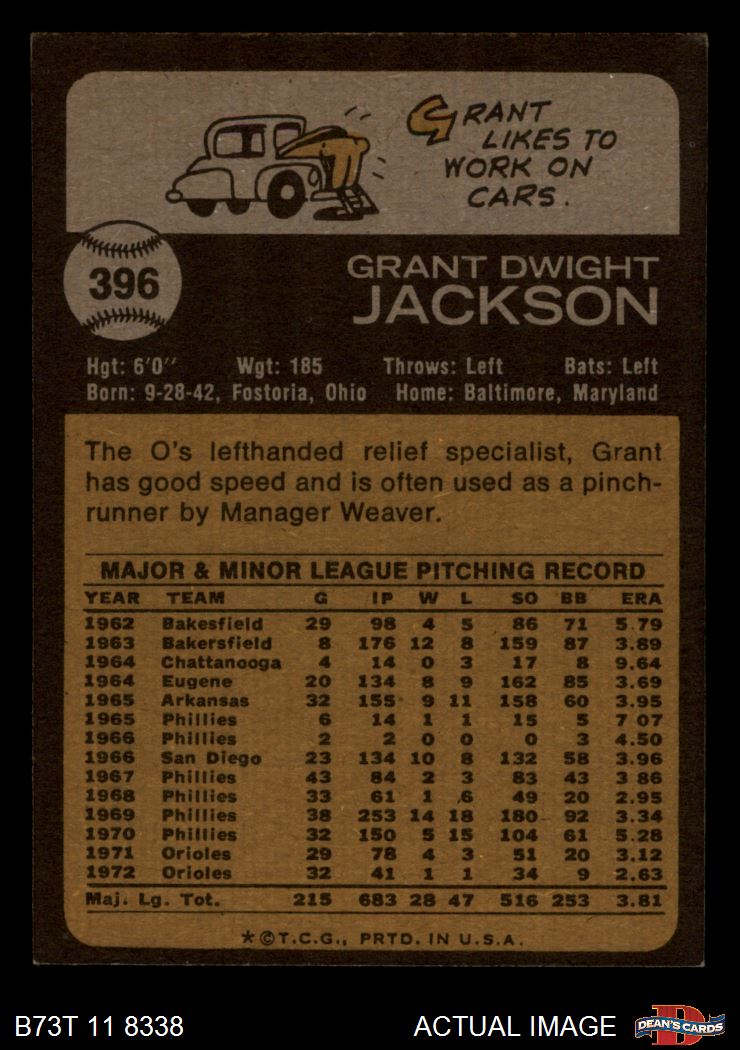 GRANT
LIKES TO
WORK ON
CARS.
396
GRANT DWIGHT
JACKSON
Hgt: 6'0" Wgt: 185 Throws: Left Bats: Left
Born: 9-28-42, Fostoria, Ohio Home: Baltimore, Maryland
The O's lefthanded relief specialist, Grant
has good speed and is often used as a pinch-
runner by Manager Weaver.
MAJOR & MINOR LEAGUE PITCHING RECORD
YEAR TEAM G IP W L SO BB ERA
1962 Bakesfield 29 98 4 5 86 71 5.79
1963 Bakersfield 8 176 12 8 159 87 3.89
1964 Chattanooga 4 14 0 3 17 8 9.64
1964 Eugene 20 134 8 9 162 85 3.69
1965 Arkansas 32 155 9 11 158 60 3.95
1965 Phillies 6 14 1 1 15 5 7 07
1966 Phillies 2 2 0 0 0 3 4.50
1966 San Diego 23 134 10 8 132 58 3.96
1967 Phillies 43 84 2 3 83 43 3 86
1968 Phillies 33 61 1 6 49 20 2.95
1969 Phillies 38 253 14 18 180 92 3.34
1970 Phillies 32 150 5 15 104 61 5.28
1971 Orioles 29 78 4 3 51 20 3.12
1972 Orioles 32 41 1 1 34 9 2.63
Maj. Lg. Tot. 215 683 28 47 516 253 3.81
*©T.C.G., PRTD. IN U.S.A.
B73T 11 8338 ACTUAL IMAGE DEAN'S CARDS